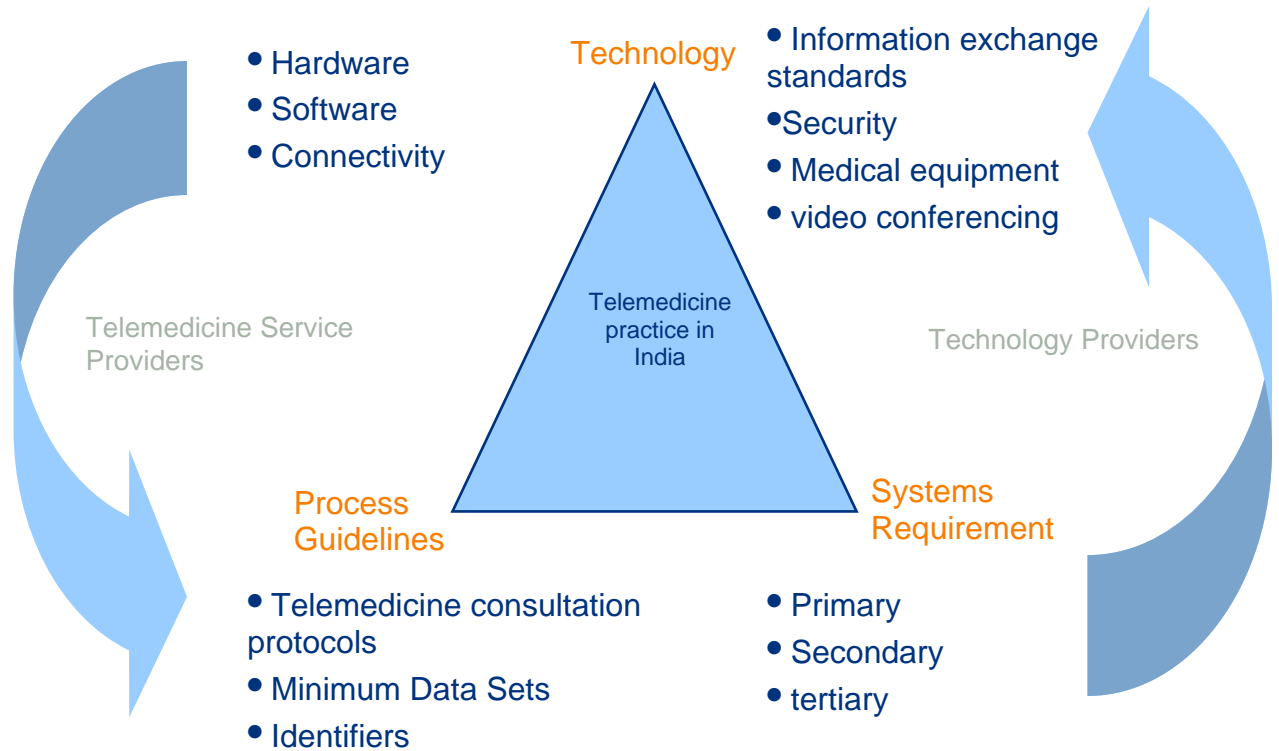 Technology
• Hardware
• Software
• Connectivity
• Information exchange
standards
•Security
• Medical equipment
• video conferencing
Telemedicine
practice in
India
Telemedicine Service
Providers
Technology Providers
Process
Guidelines
Systems
Requirement
• Telemedicine consultation
protocols
• Minimum Data Sets
• Identifiers
• Primary
• Secondary
• tertiary